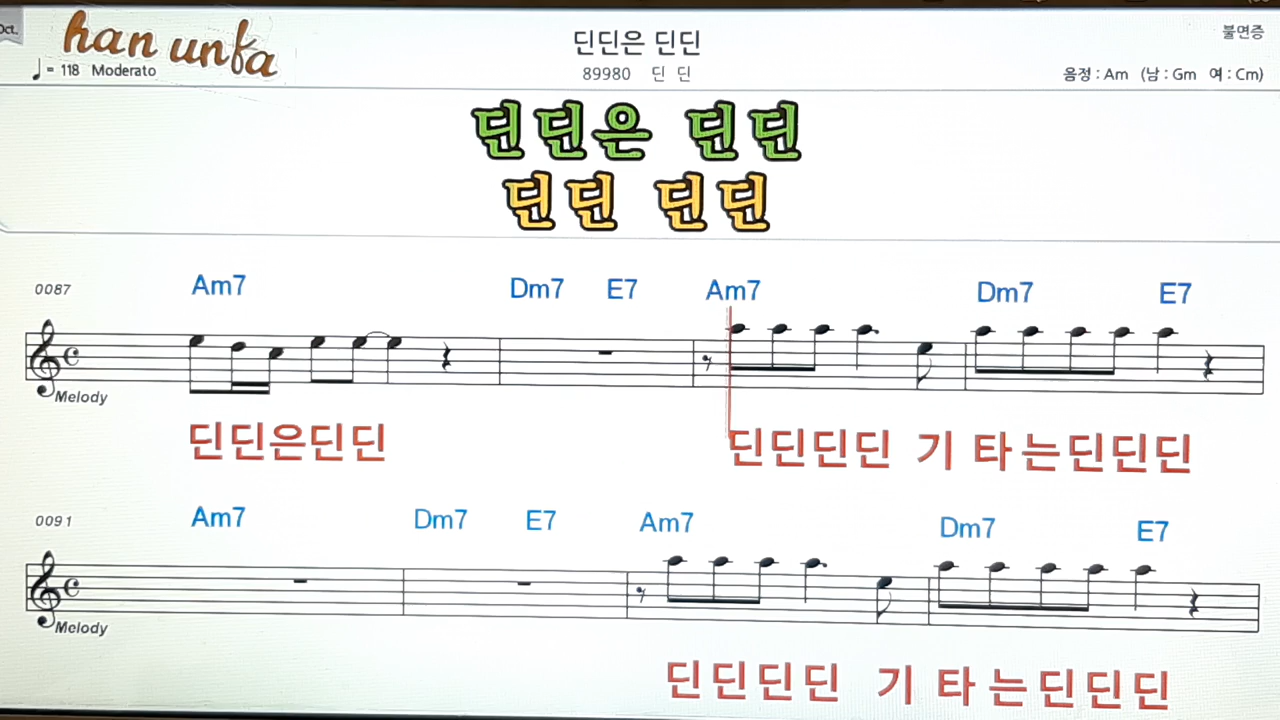 Oct.
han unfa
= 118 Moderato
딘딘은 딘딘
89980 딘 딘
불면증
음정 : Am (남 : Gm 여 : Cm)
딘딘은 딘딘
딘딘 딘딘
0087 Am7 Dm7 E7 Am7 Dm7 E7
Melody
딘딘은딘딘 딘딘딘딘 기 타는딘딘딘
0091 Am7 Dm7 E7 Am7 Dm7 E7
Melody
딘딘딘딘 기 타 는딘딘딘